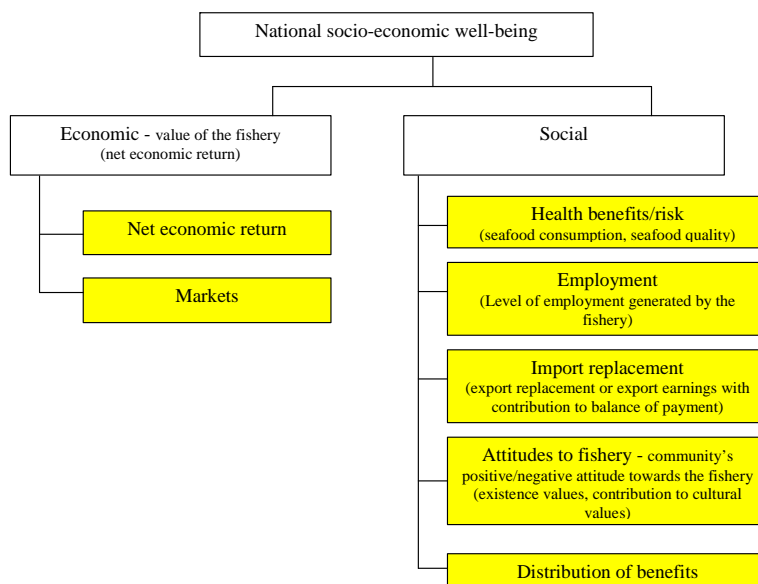 National socio-economic well-being
Economic - value of the fishery
(net economic return)
Social
Net economic return
Markets
Health benefits/risk
(seafood consumption, seafood quality)
Employment
(Level of employment generated by the
fishery)
Import replacement
(export replacement or export earnings with
contribution to balance of payment)
Attitudes to fishery - community's
positive/negative attitude towards the fishery
(existence values, contribution to cultural
values)
Distribution of benefits